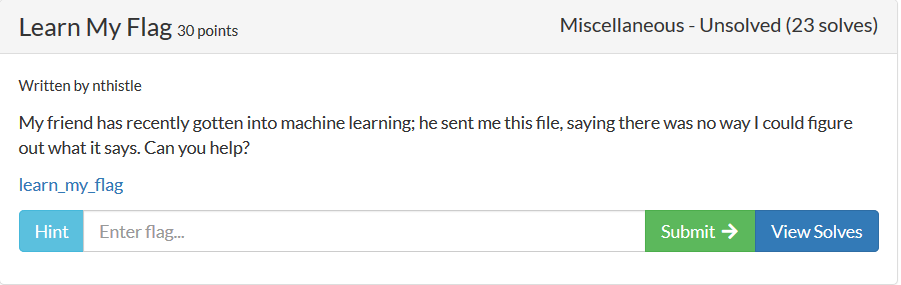 Learn My Flag 30 points
Miscellaneous - Unsolved (23 solves)
Written by nthistle
My friend has recently gotten into machine learning; he sent me this file, saying there was no way I could figure
out what it says. Can you help?
learn_my_flag
Hint
Enter flag...
Submit →
View Solves